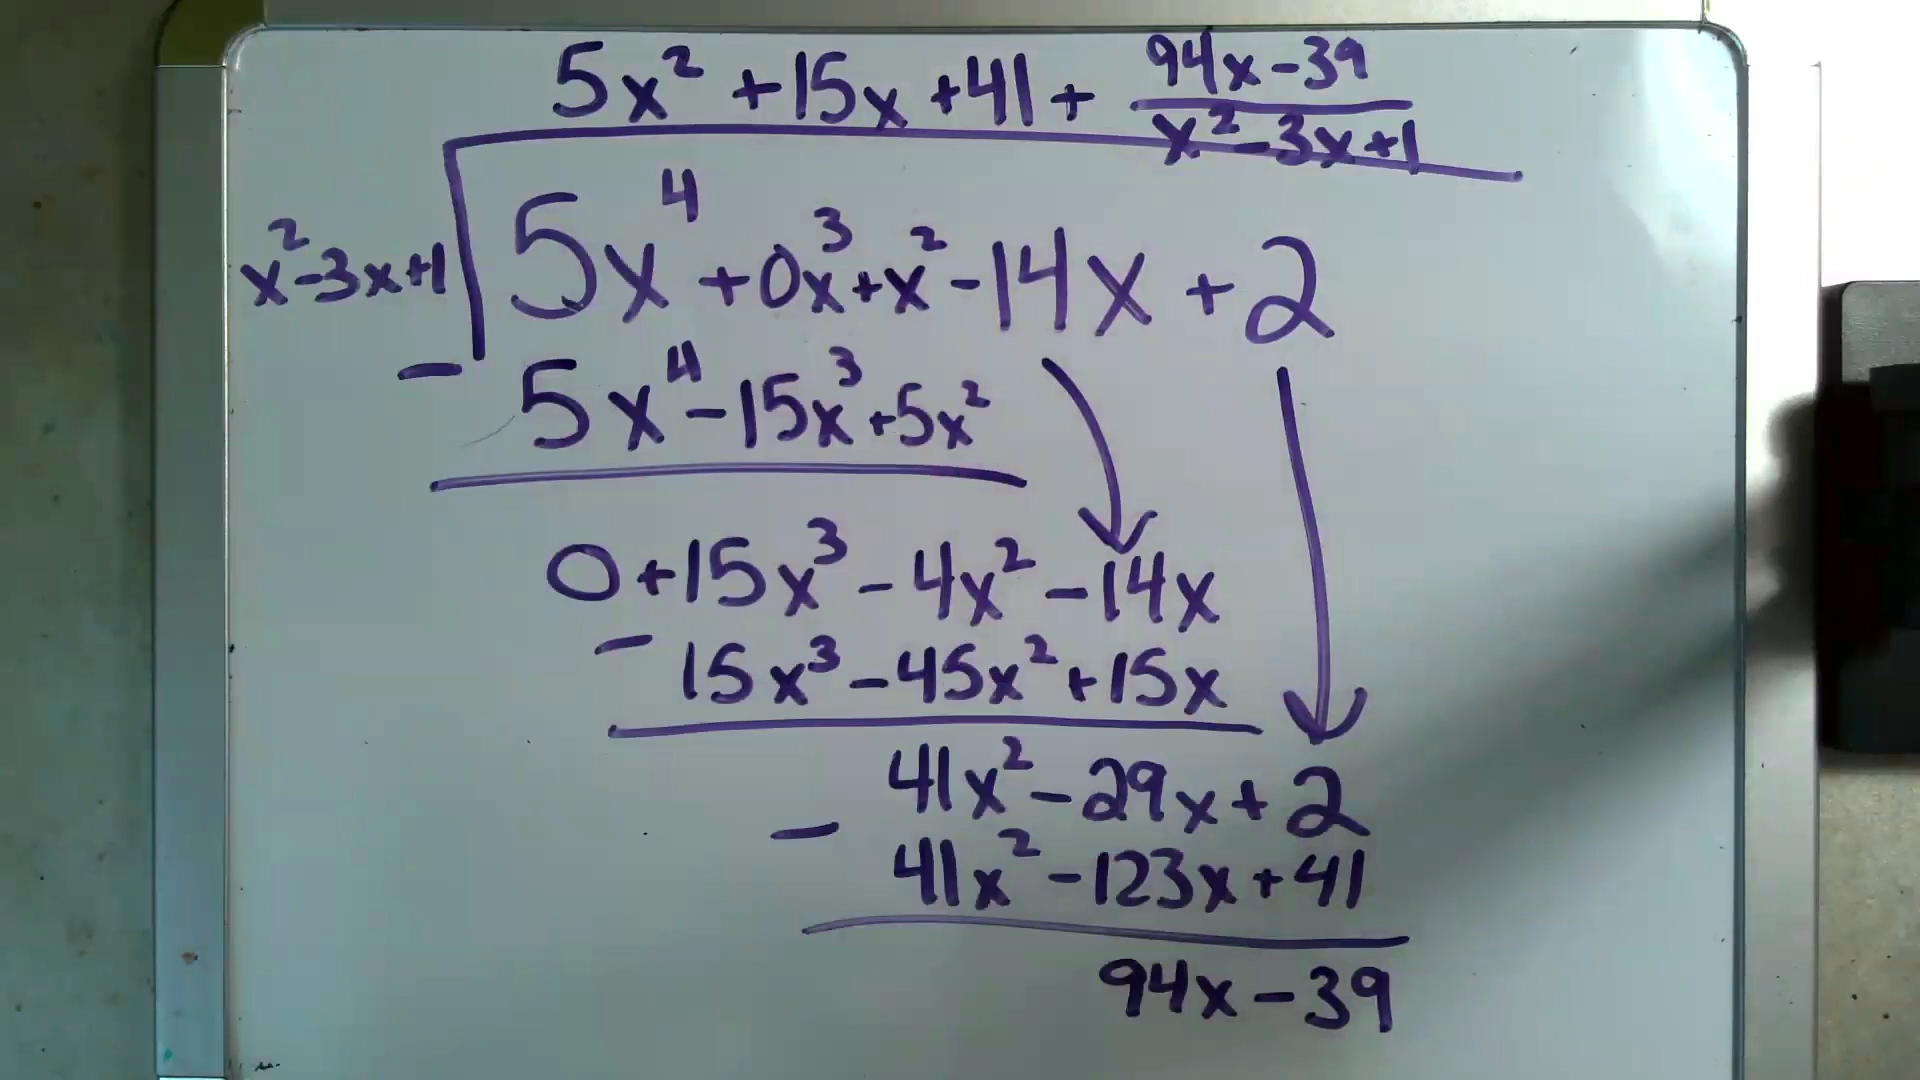 5x² + 15x + 41 + 94x - 39
x² - 3x + 1
x² - 3x + 1 5x⁴ + 0x³ + x² - 14x + 2
- 5x⁴ - 15x³ + 5x²
0 + 15x³ - 4x² - 14x
- 15x³ - 45x² + 15x
41x² - 29x + 2
- 41x² - 123x + 41
94x - 39